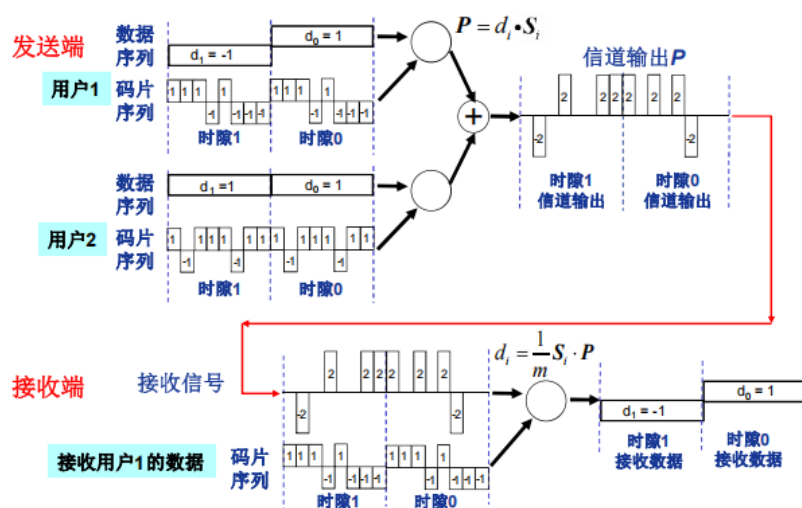 发送端
数据
序列
d₁ = -1
d₀ = 1
P = dᵢ•Sᵢ
用户1
码片
序列
1 1 1 -1 1 -1 -1 -1
1 1 1 -1 1 -1 -1 -1
时隙1
时隙0
信道输出P
-2 2 2 2
2 2 2 -2
时隙1
信道输出
时隙0
信道输出
+
数据
序列
d₁ =1
d₀ = 1
用户2
码片
序列
1 -1 1 1 1 -1 1 1
1 -1 1 1 1 -1 1 1
时隙1
时隙0
接收端
接收信号
-2 2 2 2
2 2 2 -2
dᵢ = 1/m Sᵢ · P
d₁ = -1
d₀ = 1
时隙1
接收数据
时隙0
接收数据
接收用户1的数据
码片
序列
1 1 1 -1 1 -1 -1 -1
1 1 1 -1 1 -1 -1 -1
时隙1
时隙0